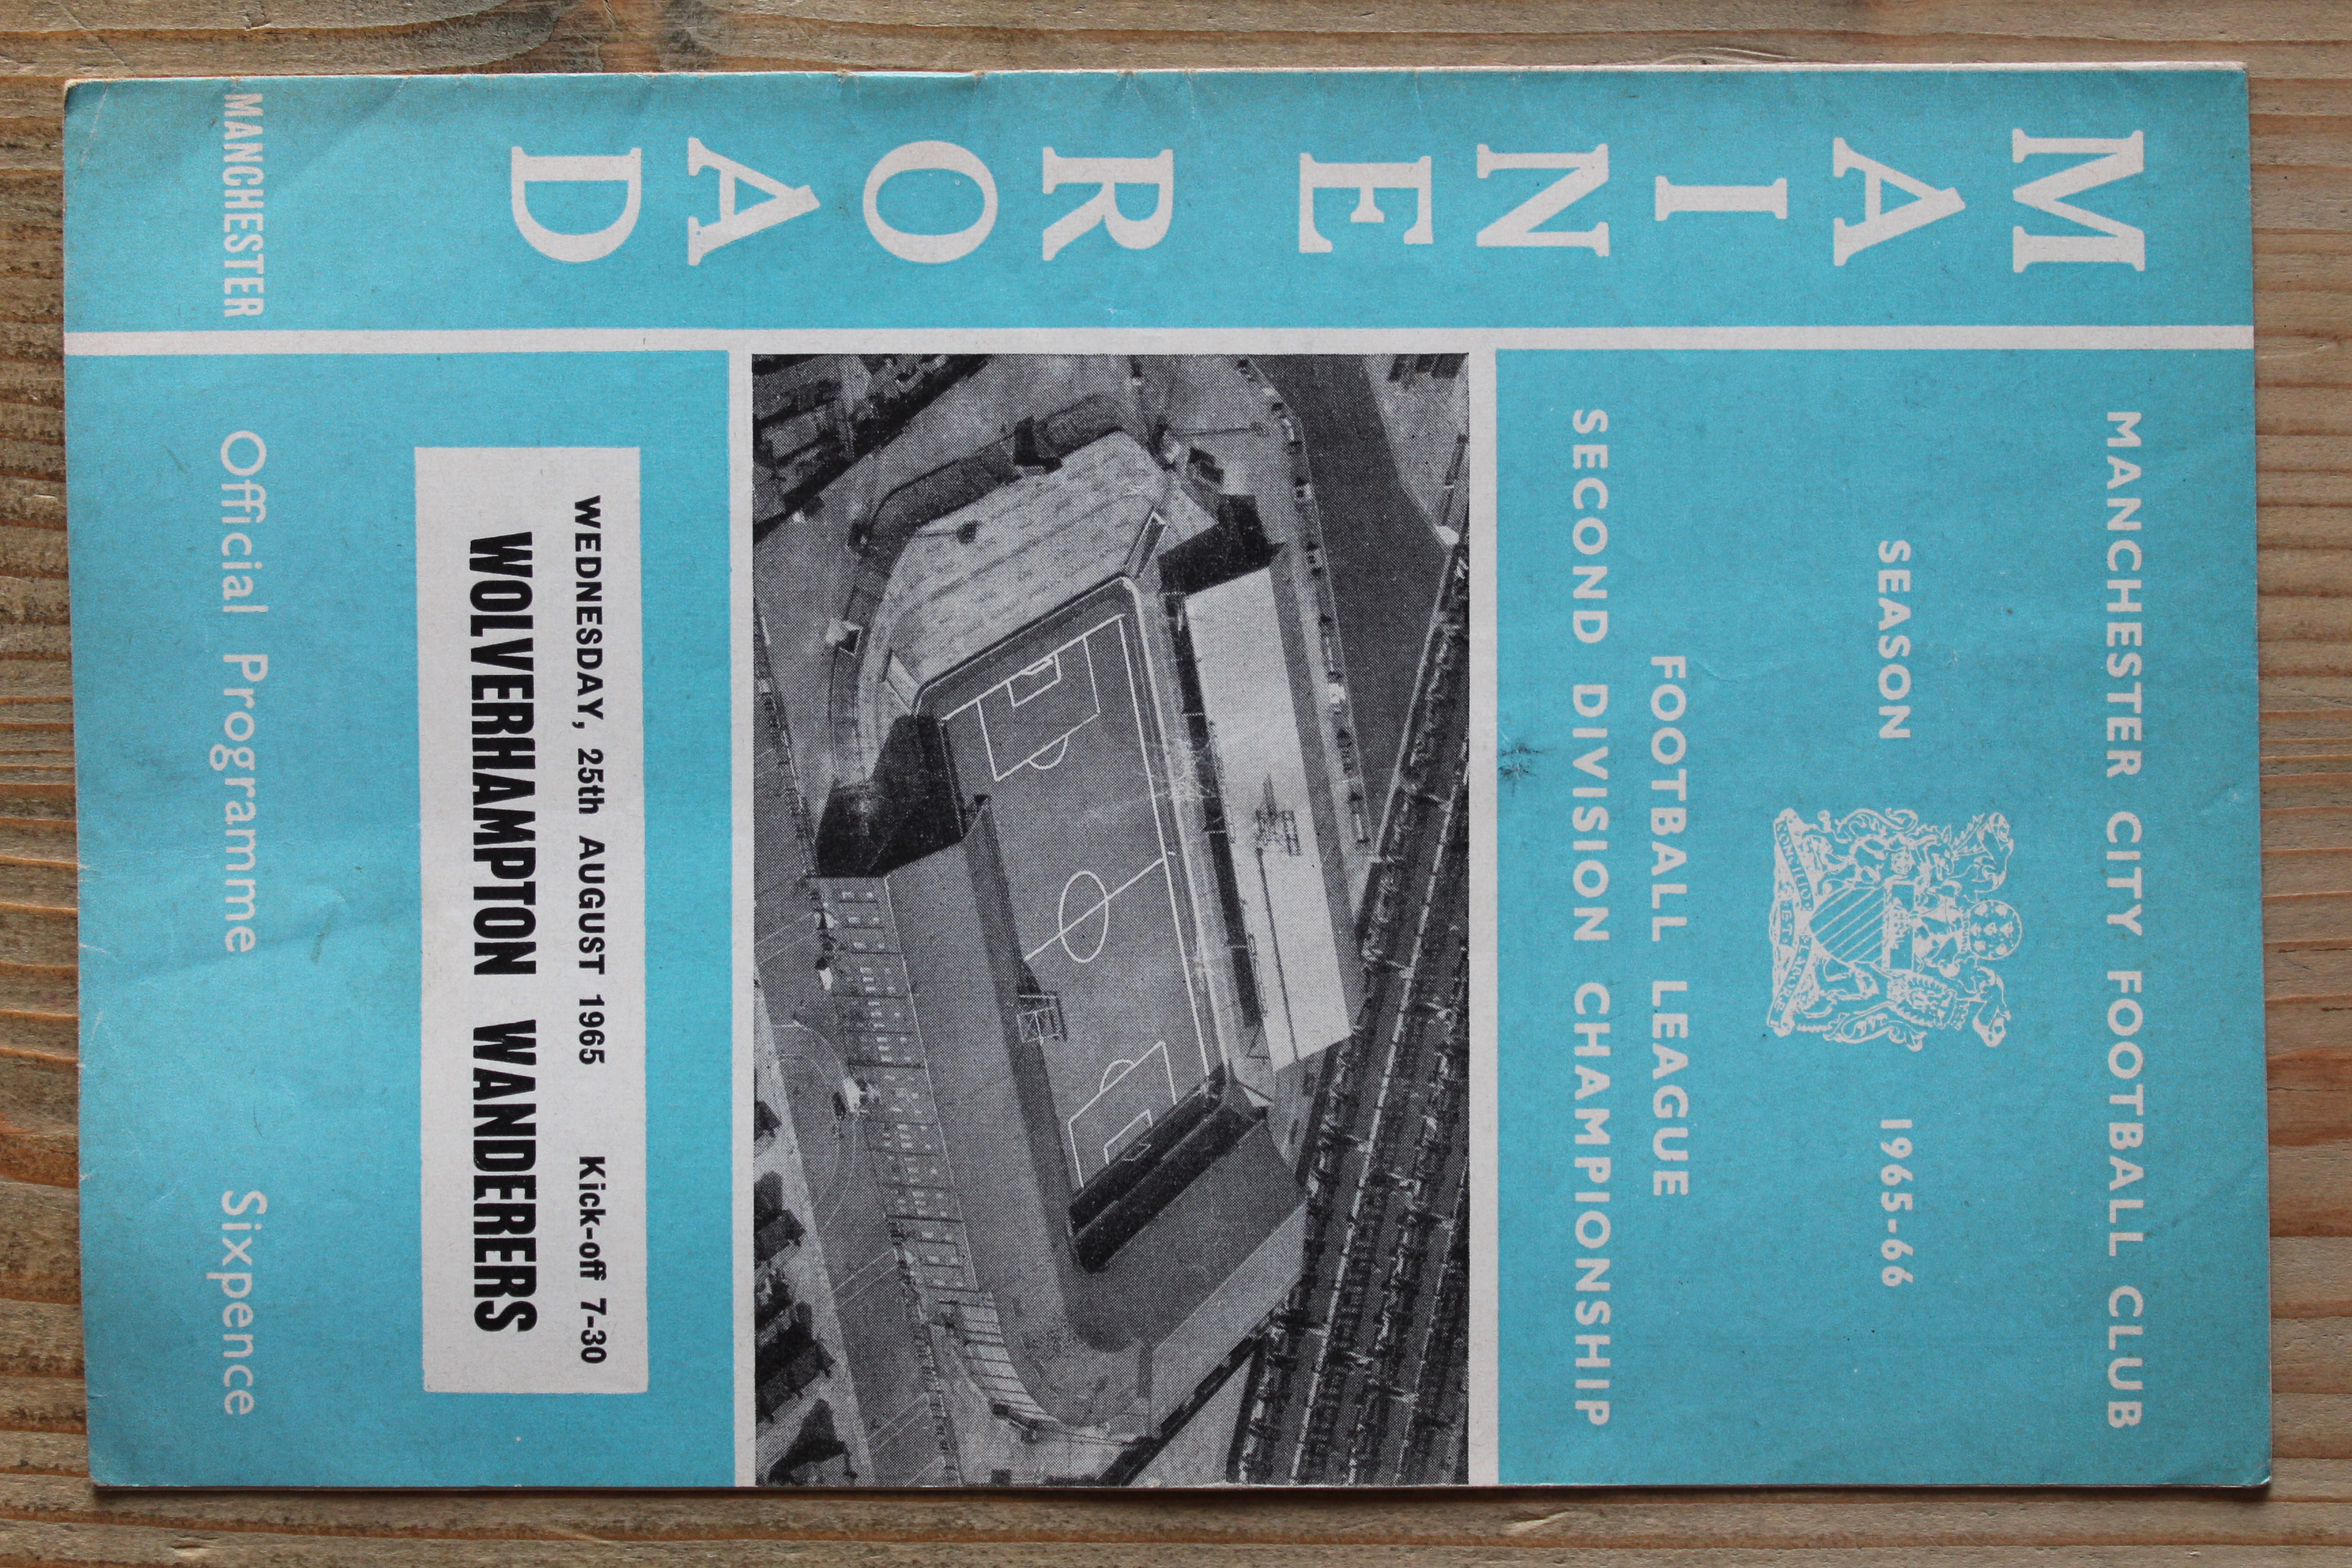 MAINE ROAD
MANCHESTER
MANCHESTER CITY FOOTBALL CLUB
SEASON 1965-66
FOOTBALL LEAGUE
SECOND DIVISION CHAMPIONSHIP
WEDNESDAY, 25th AUGUST 1965 Kick-off 7-30
WOLVERHAMPTON WANDERERS
Official Programme Sixpence